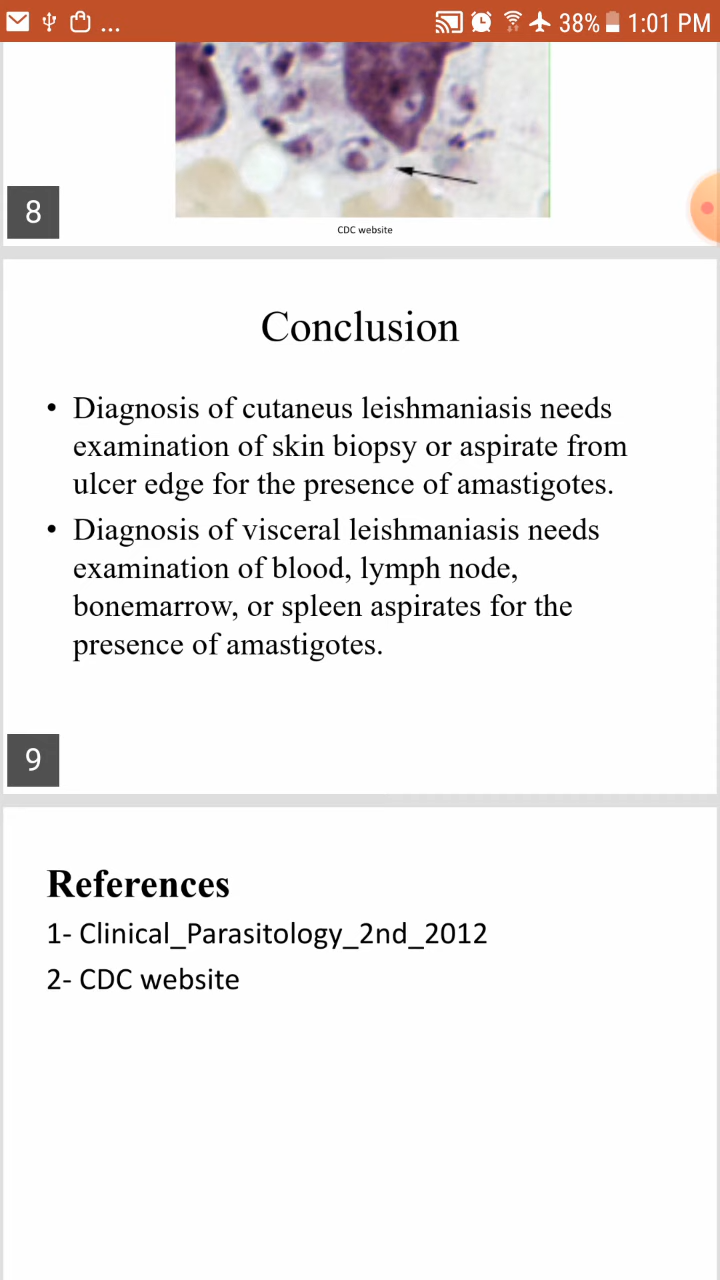 ... 38% 1:01 PM
8
CDC website
Conclusion
• Diagnosis of cutaneus leishmaniasis needs
examination of skin biopsy or aspirate from
ulcer edge for the presence of amastigotes.
• Diagnosis of visceral leishmaniasis needs
examination of blood, lymph node,
bonemarrow, or spleen aspirates for the
presence of amastigotes.
9
References
1- Clinical_Parasitology_2nd_2012
2- CDC website